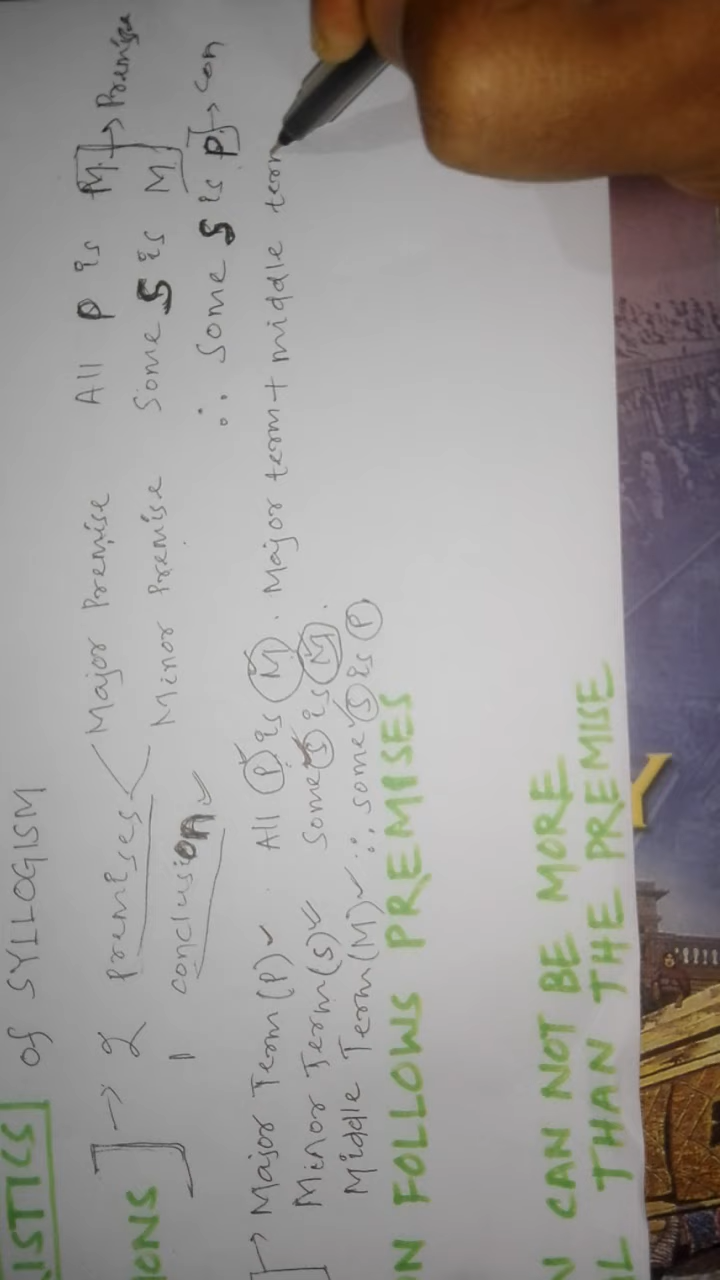 ISTICS of SYLLOGISM
IONS → 2 premises Major Premise All P is M → Premise
1 conclusion Minor Premise Some S is M
∴ Some S is P → Con
→ Major Term (P) All P is M. Major term + middle term
Minor Term (S) Some S is M.
Middle Term (M) ∴ some S is P
N FOLLOWS PREMISES
N CAN NOT BE MORE
L THAN THE PREMISE
Y